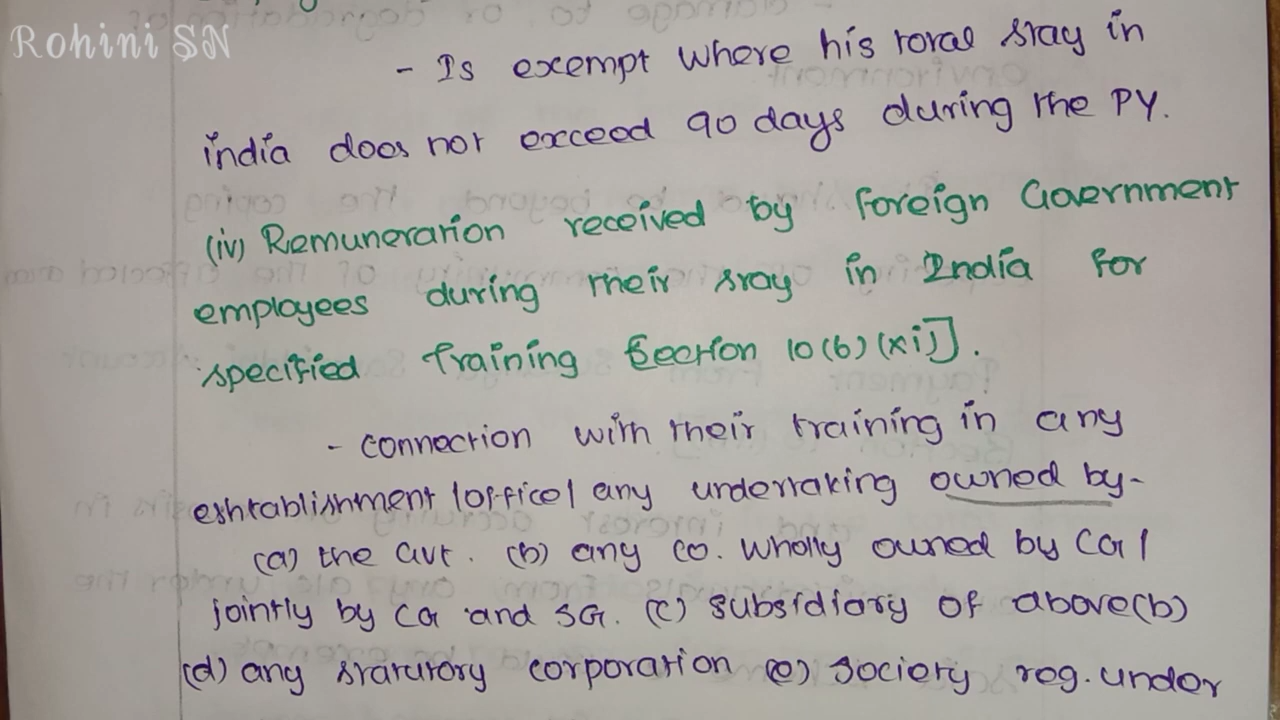 Rohini SN
- Is exempt where his total stay in
india does not exceed 90 days during the PY.
(iv) Remuneration received by foreign Government
employees during their stay in India for
specified Training Section 10(6)(xi)].
- connection with their training in any
eshtablishment /office/ any undertaking owned by-
(a) the Gvt. (b) any co. wholly owned by CG /
jointly by CG and SG. (c) subsidiary of above(b)
(d) any statutory corporation (e) Society reg. under